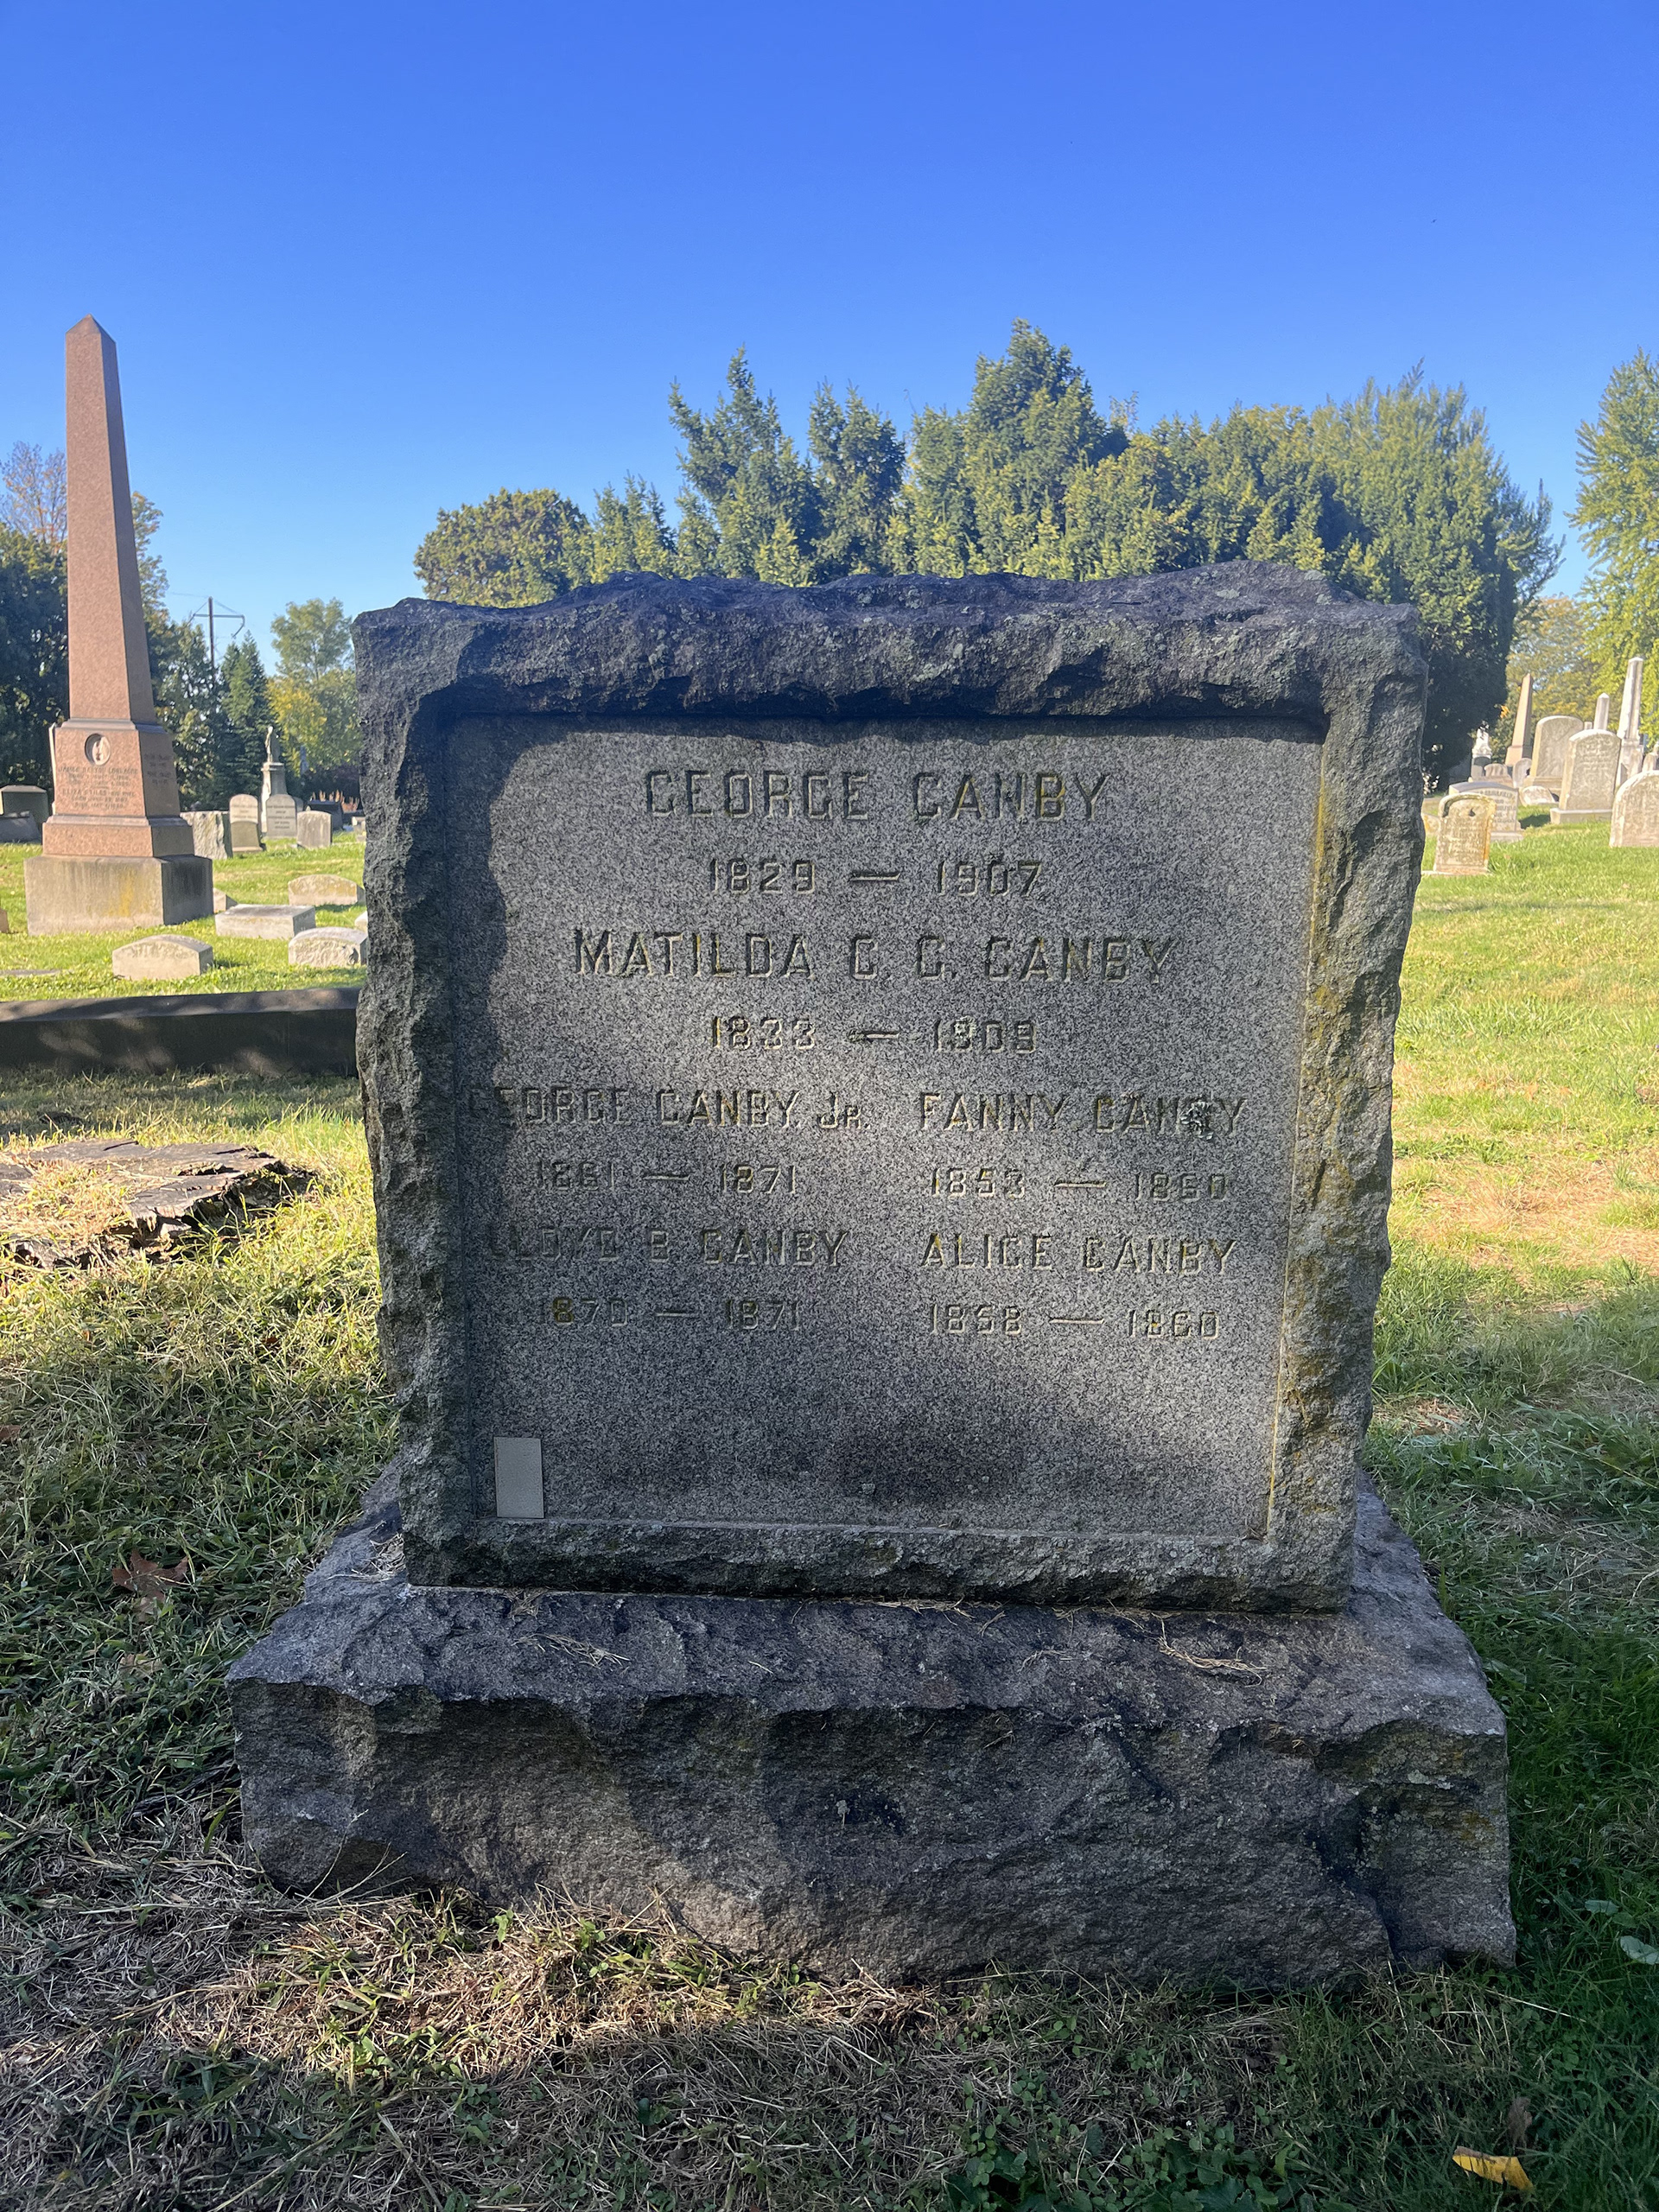 GEORGE CANBY
1829 — 1907
MATILDA C. C. CANBY
1833 — 1909
GEORGE CANBY, JR. FANNY CANBY
1861 — 1871 1853 — 1860
LLOYD B. CANBY ALICE CANBY
1870 — 1871 1858 — 1860